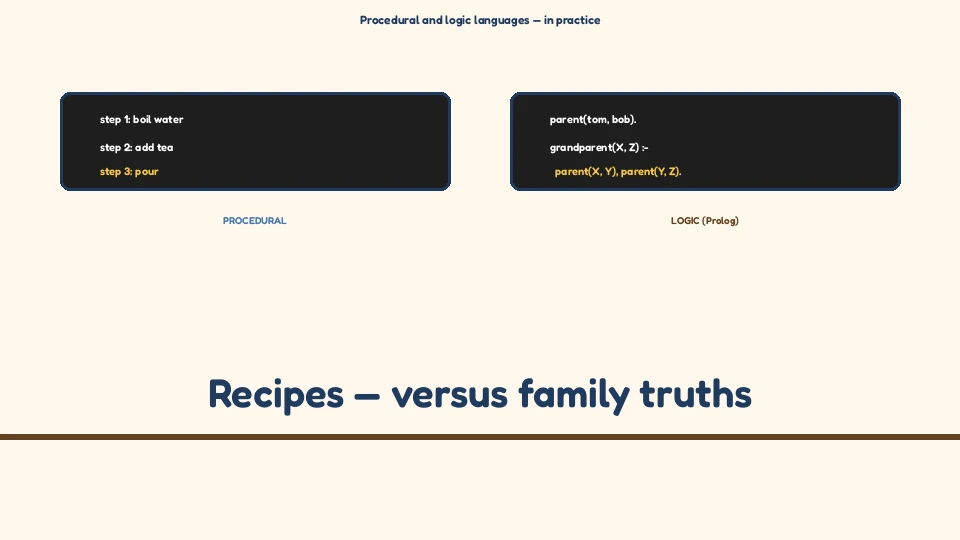 Procedural and logic languages — in practice
step 1: boil water
step 2: add tea
step 3: pour
PROCEDURAL
parent(tom, bob).
grandparent(X, Z) :-
parent(X, Y), parent(Y, Z).
LOGIC (Prolog)
Recipes — versus family truths